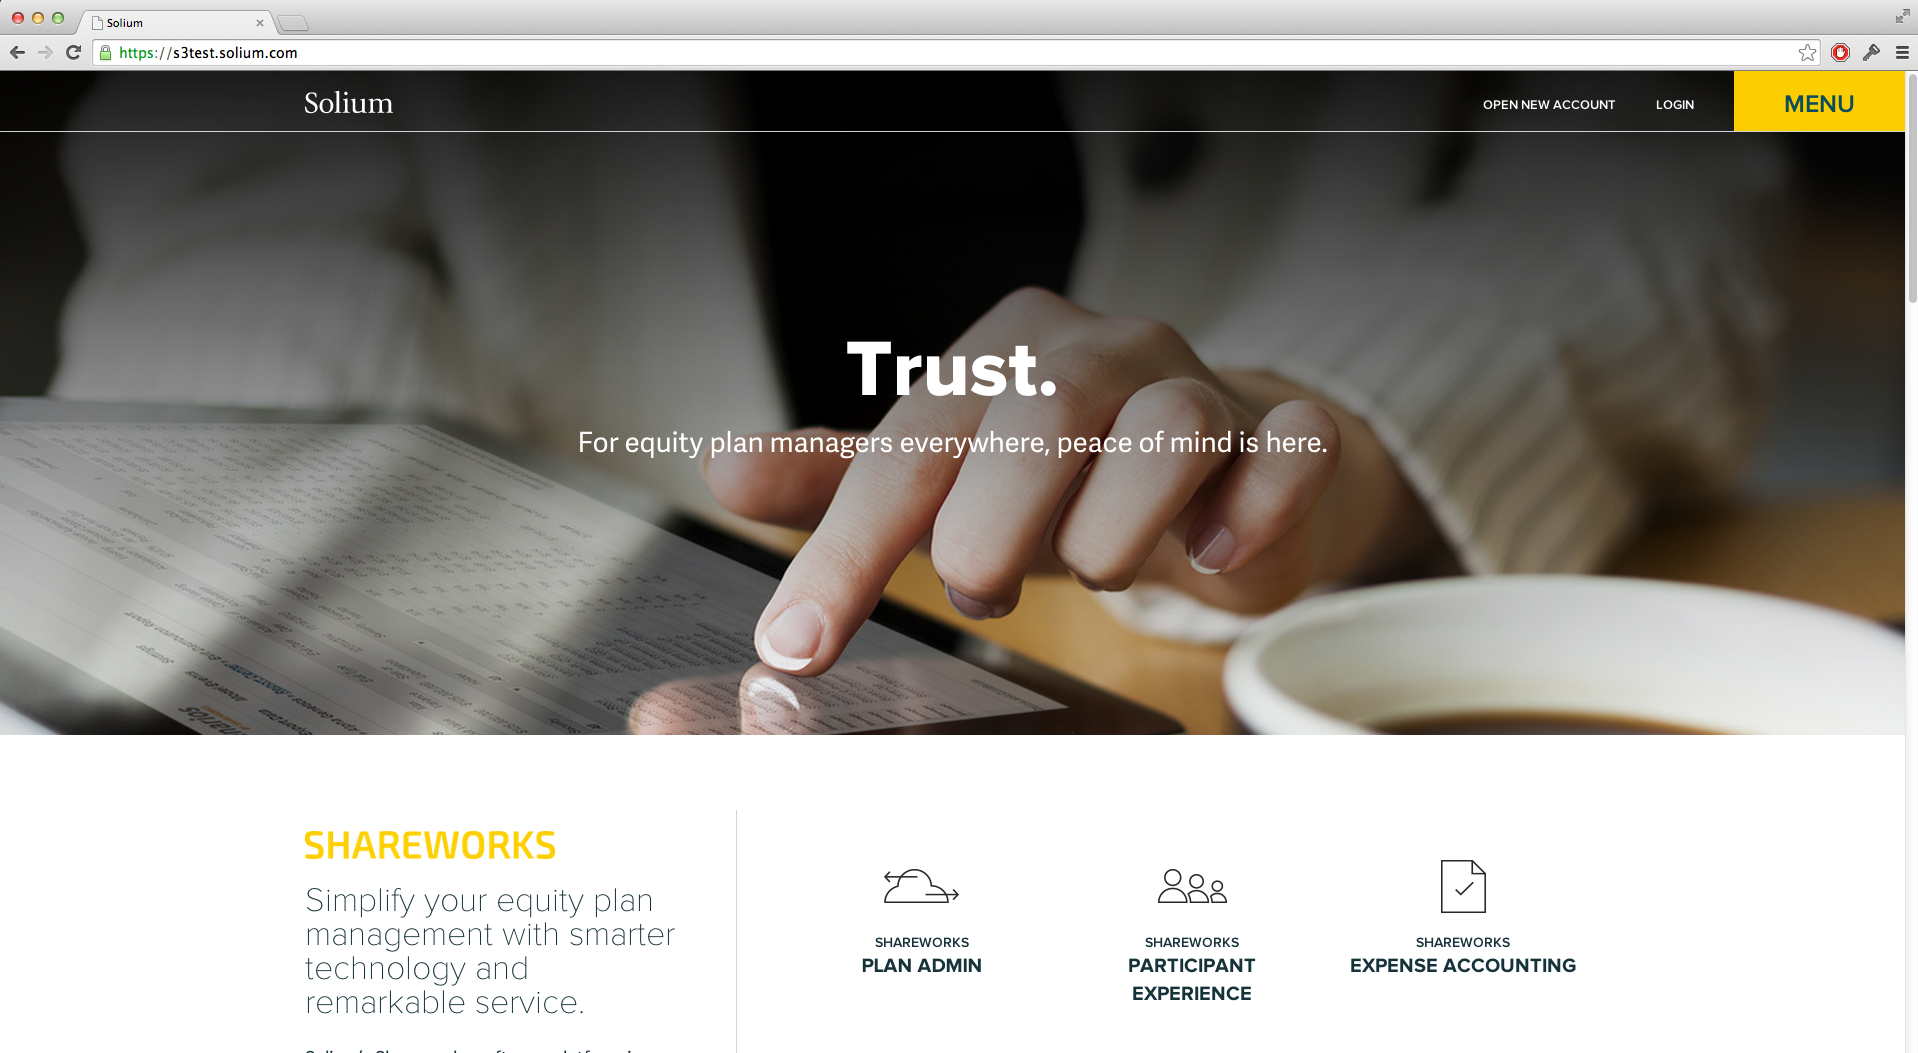 Solium
https://s3test.solium.com
Solium
OPEN NEW ACCOUNT
LOGIN
MENU
Trust.
For equity plan managers everywhere, peace of mind is here.
SHAREWORKS
Simplify your equity plan
management with smarter
technology and
remarkable service.
SHAREWORKS
PLAN ADMIN
SHAREWORKS
PARTICIPANT
EXPERIENCE
SHAREWORKS
EXPENSE ACCOUNTING